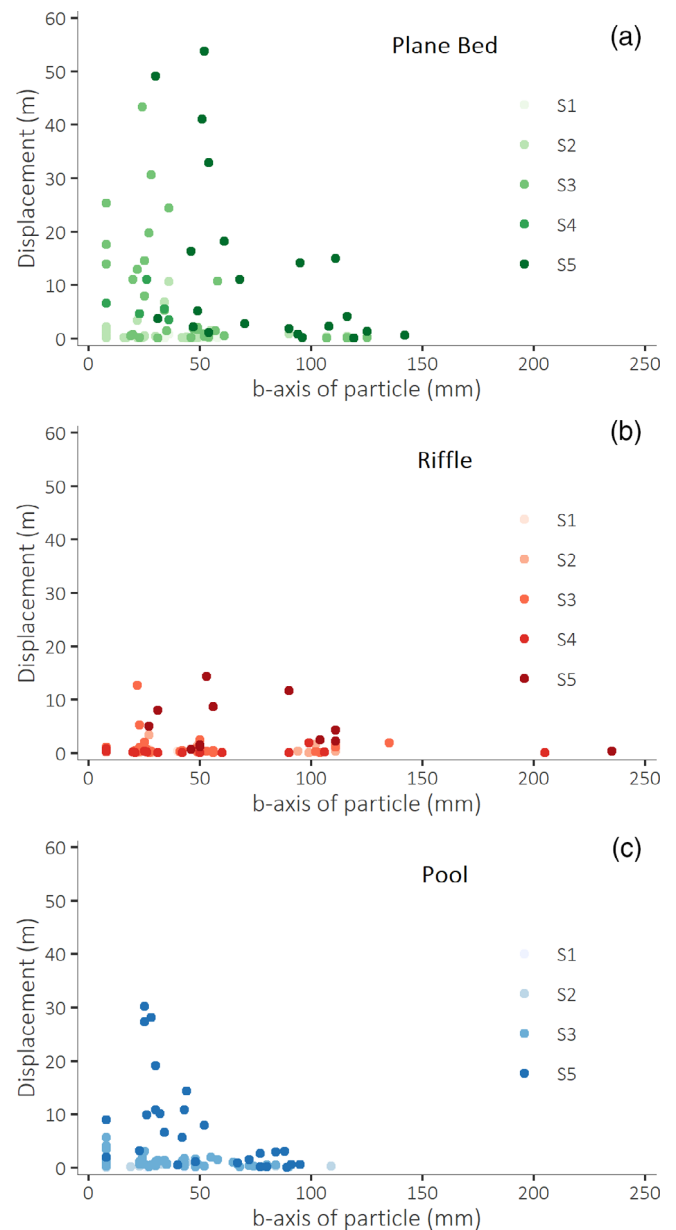 (a)
Plane Bed
60
50
40
30
20
10
0
Displacement (m)
S1
S2
S3
S4
S5
0 50 100 150 200 250
b-axis of particle (mm)
(b)
Riffle
60
50
40
30
20
10
0
Displacement (m)
S1
S2
S3
S4
S5
0 50 100 150 200 250
b-axis of particle (mm)
(c)
Pool
60
50
40
30
20
10
0
Displacement (m)
S1
S2
S3
S5
0 50 100 150 200 250
b-axis of particle (mm)